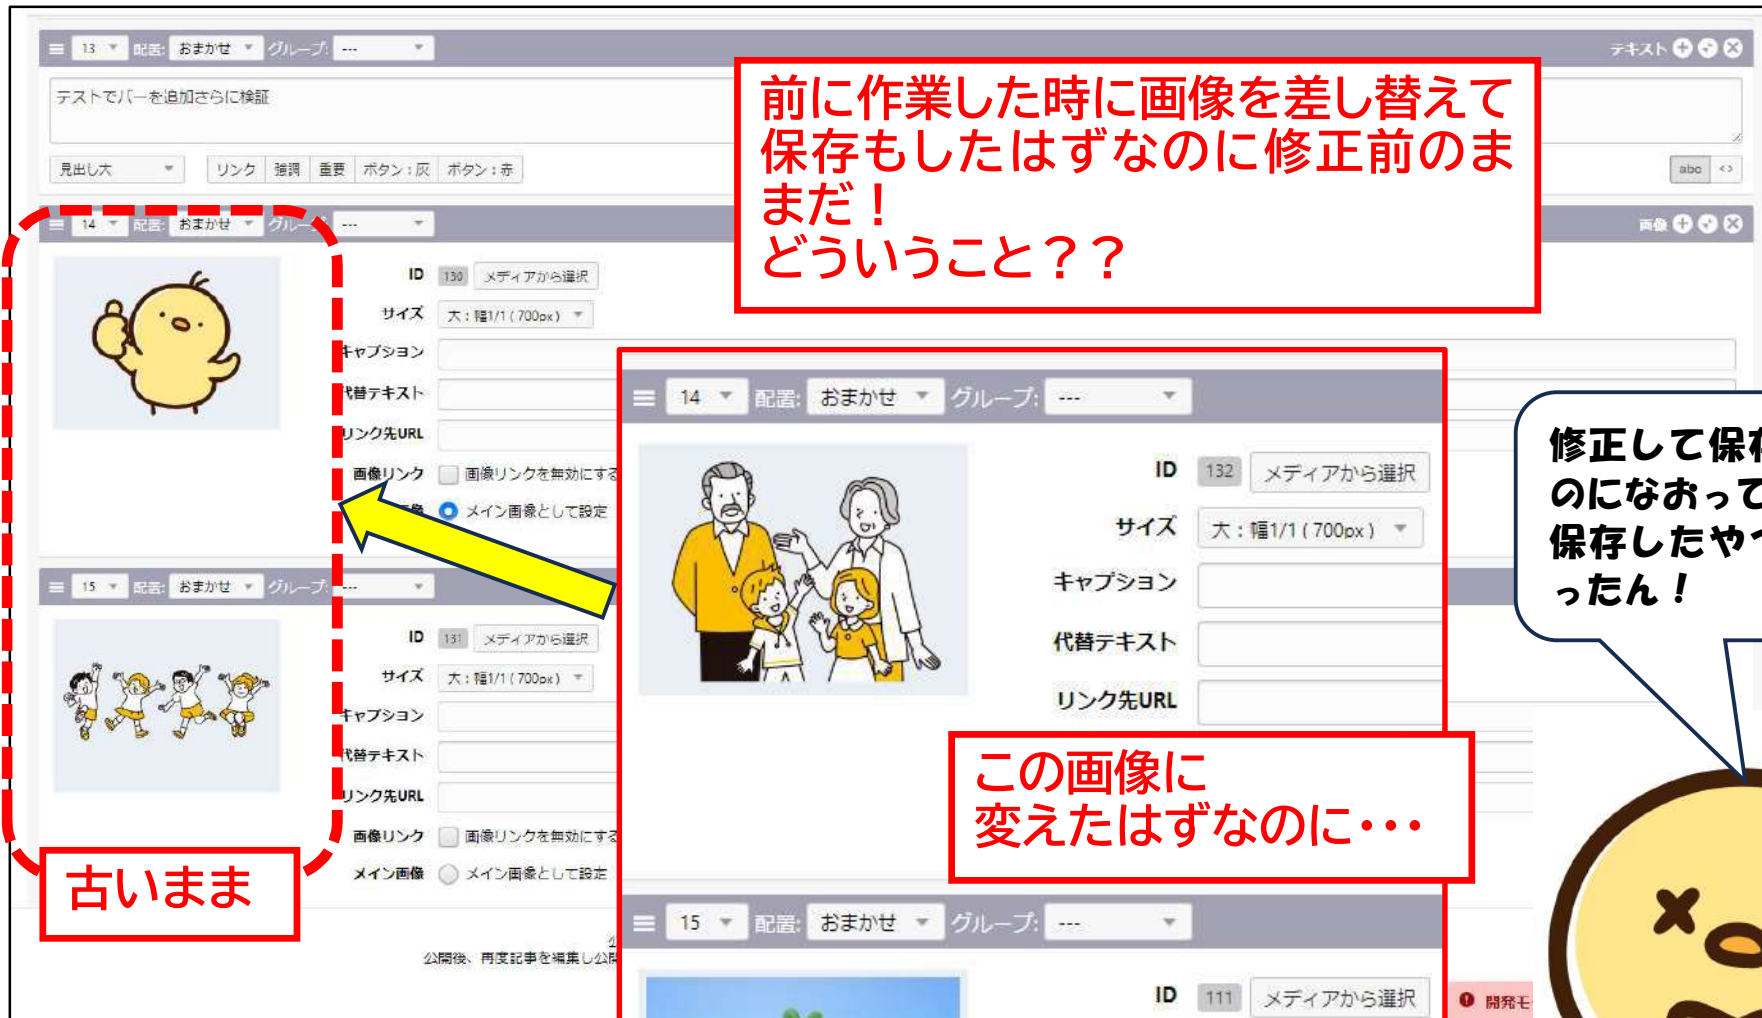 13 配置: おまかせ グループ: --- テキスト
テストでバーを追加さらに検証
見出し大 リンク 強調 重要 ボタン：灰 ボタン：赤 abc <>
前に作業した時に画像を差し替えて
保存もしたはずなのに修正前のま
まだ！
どういうこと？？
14 配置: おまかせ グループ: --- 画像
ID 130 メディアから選択
サイズ 大：幅1/1 ( 700px )
キャプション
代替テキスト
リンク先URL
画像リンク 画像リンクを無効にする
メイン画像として設定
15 配置: おまかせ グループ: ---
ID 131 メディアから選択
サイズ 大：幅1/1 ( 700px )
キャプション
代替テキスト
リンク先URL
画像リンク 画像リンクを無効にする
メイン画像 メイン画像として設定
古いまま
公開後、再度記事を編集し公開
14 配置: おまかせ グループ: ---
ID 132 メディアから選択
サイズ 大：幅1/1 ( 700px )
キャプション
代替テキスト
リンク先URL
この画像に
変えたはずなのに・・・
15 配置: おまかせ グループ: ---
ID 111 メディアから選択
開発モ
修正して保存
のになおって
保存したやつ
ったん！